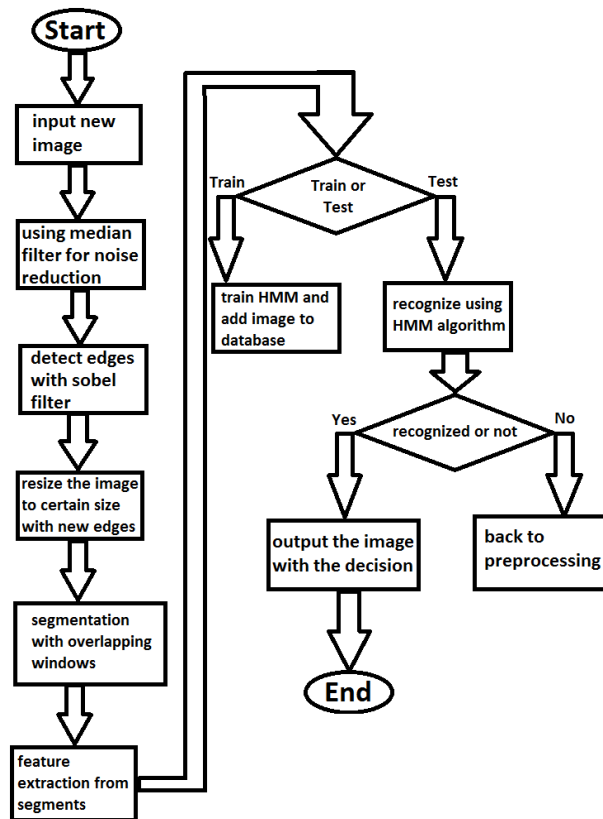 Start
input new
image
using median
filter for noise
reduction
detect edges
with sobel
filter
resize the image
to certain size
with new edges
segmentation
with overlapping
windows
feature
extraction from
segments
Train or
Test
Train
Test
train HMM and
add image to
database
recognize using
HMM algorithm
recognized or not
Yes
No
output the image
with the decision
back to
preprocessing
End